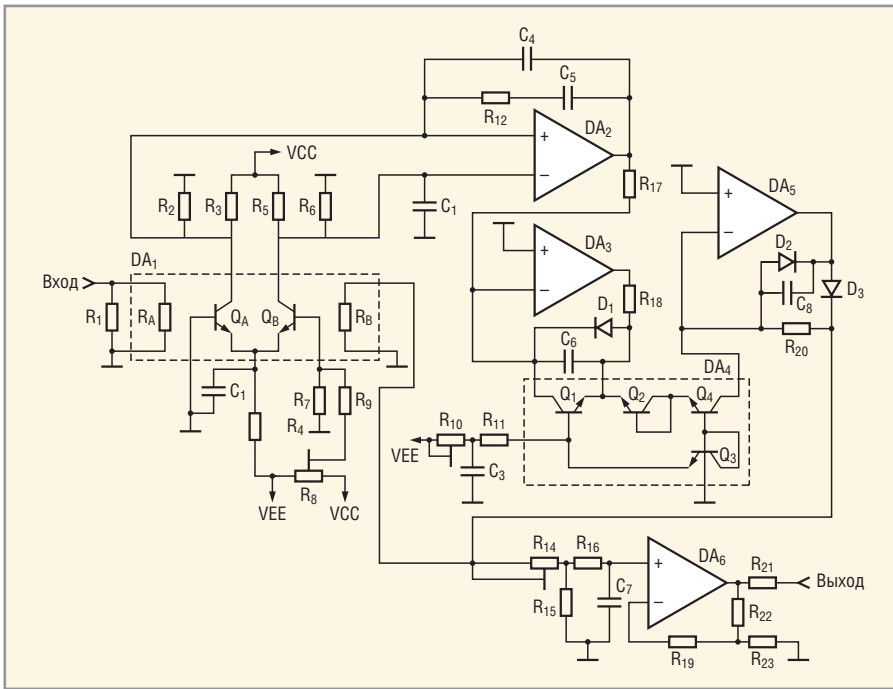 C4
C5
R12
DA2
VCC
R17
DA5
R2
R3
R5
R6
C1
DA3
D2
DA1
Вход
R18
C8
D3
R1
RA
QA
QB
RB
D1
R20
C6
DA4
C1
R7
R9
Q1
Q2
Q4
R4
R10
R11
VEE
C3
Q3
R8
VEE
VCC
R14
R16
DA6
R21
Выход
C7
R15
R22
R19
R23